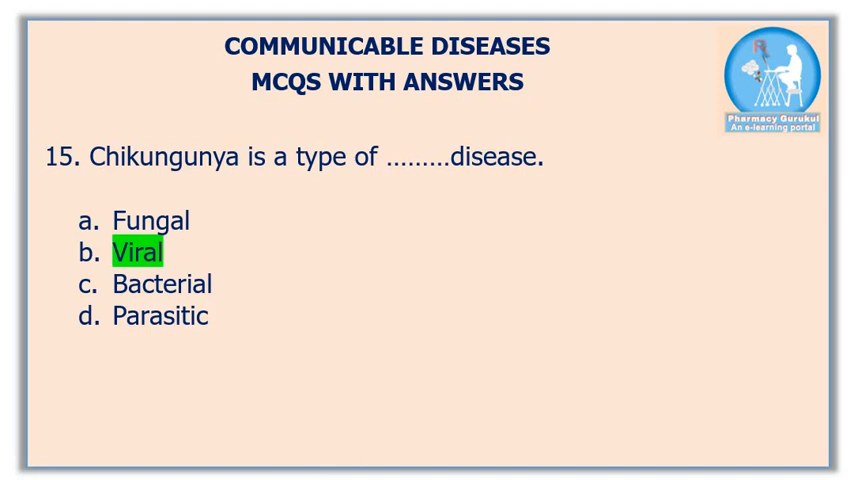 COMMUNICABLE DISEASES
MCQS WITH ANSWERS
Pharmacy Gurukul
An e-learning portal
15. Chikungunya is a type of .........disease.
a. Fungal
b. Viral
c. Bacterial
d. Parasitic